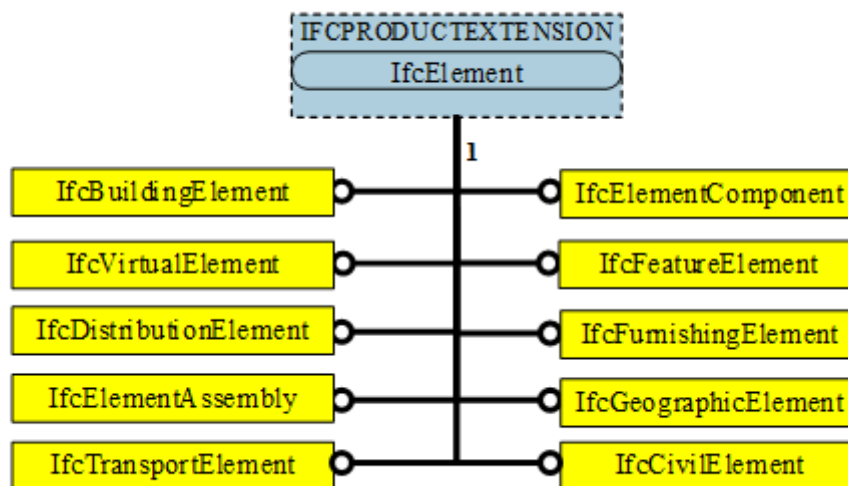 IFCPRODUCTEXTENSION
IfcElement
1
IfcBuildingElement
IfcElementComponent
IfcVirtualElement
IfcFeatureElement
IfcDistributionElement
IfcFurnishingElement
IfcElementAssembly
IfcGeographicElement
IfcTransportElement
IfcCivilElement